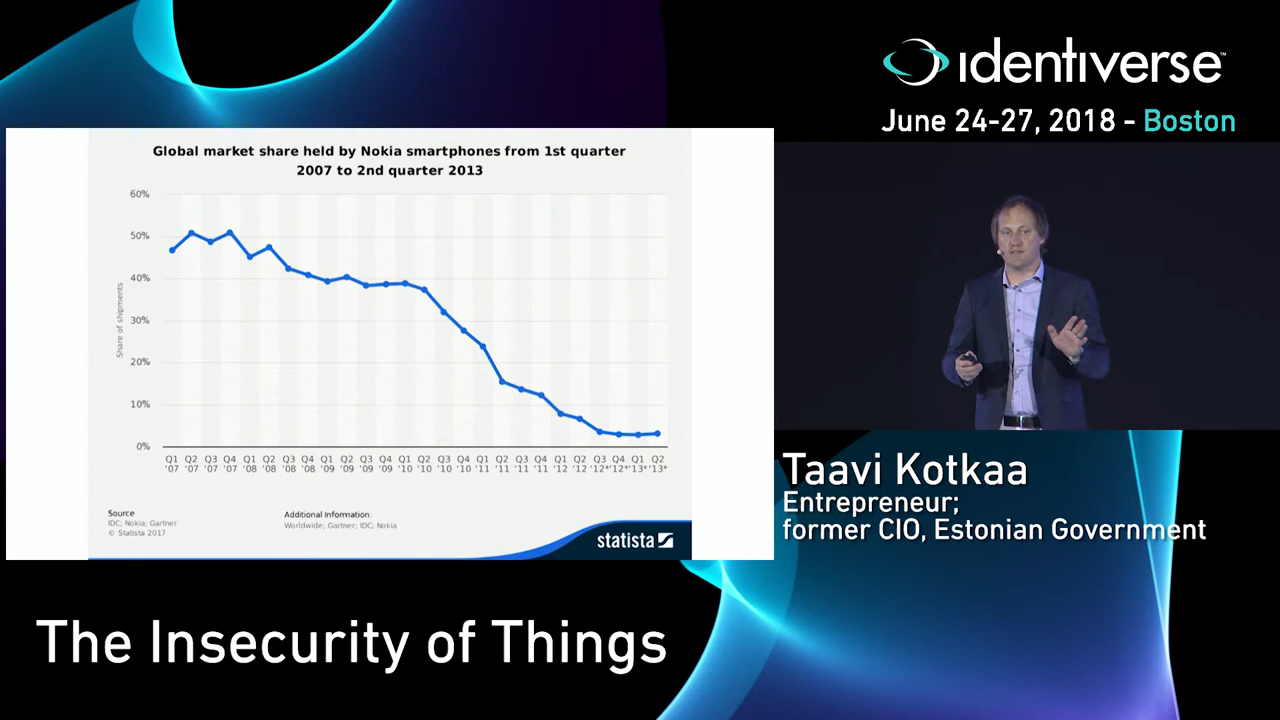 identiverse™
June 24-27, 2018 - Boston
Global market share held by Nokia smartphones from 1st quarter
2007 to 2nd quarter 2013
60%
50%
40%
30%
20%
10%
0%
Share of shipments
Q1 Q2 Q3 Q4 Q1 Q2 Q3 Q4 Q1 Q2 Q3 Q4 Q1 Q2 Q3 Q4 Q1 Q2 Q3 Q4 Q1 Q2 Q3 Q4 Q1 Q2
'07 '07 '07 '07 '08 '08 '08 '08 '09 '09 '09 '09 '10 '10 '10 '10 '11 '11 '11 '11 '12 '12 '12* '12* '13* '13*
Source
IDC; Nokia; Gartner
© Statista 2017
Additional Information:
Worldwide; Gartner; IDC; Nokia
statista
Taavi Kotkaa
Entrepreneur;
former CIO, Estonian Government
The Insecurity of Things